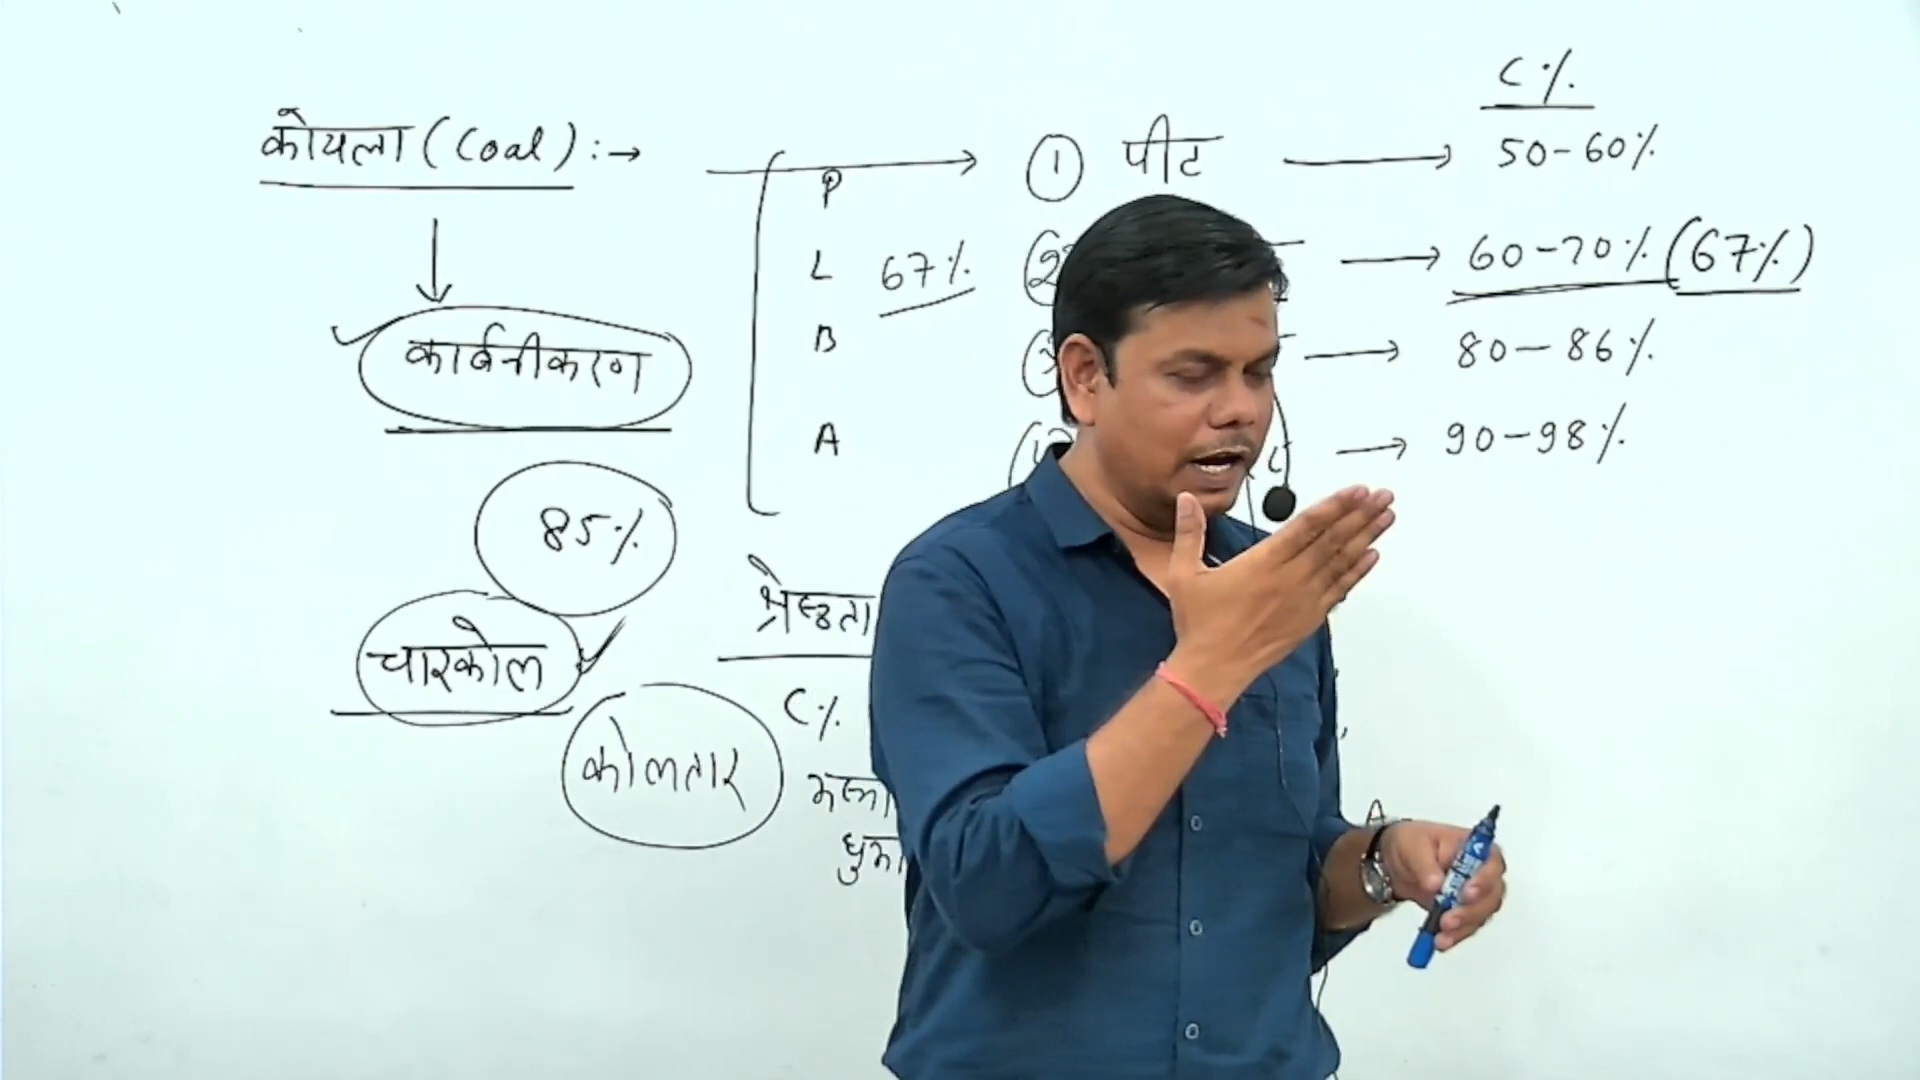 C%
कोयला (Coal) :→ → ① पीट → 50-60%
P
L 67% ② → 60-70% (67%)
B → 80-86%
A → 90-98%
कार्बनीकरण
85%
श्रेष्ठता
चारकोल
C%
कोलतार
A